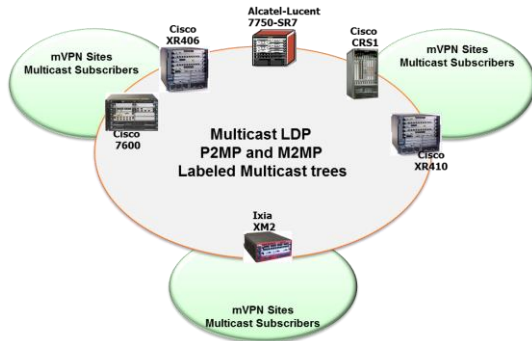 Alcatel-Lucent
7750-SR7
Cisco
XR406
Cisco
CRS1
mVPN Sites
Multicast Subscribers
mVPN Sites
Multicast Subscribers
Cisco
7600
Multicast LDP
P2MP and M2MP
Labeled Multicast trees
Cisco
XR410
Ixia
XM2
mVPN Sites
Multicast Subscribers